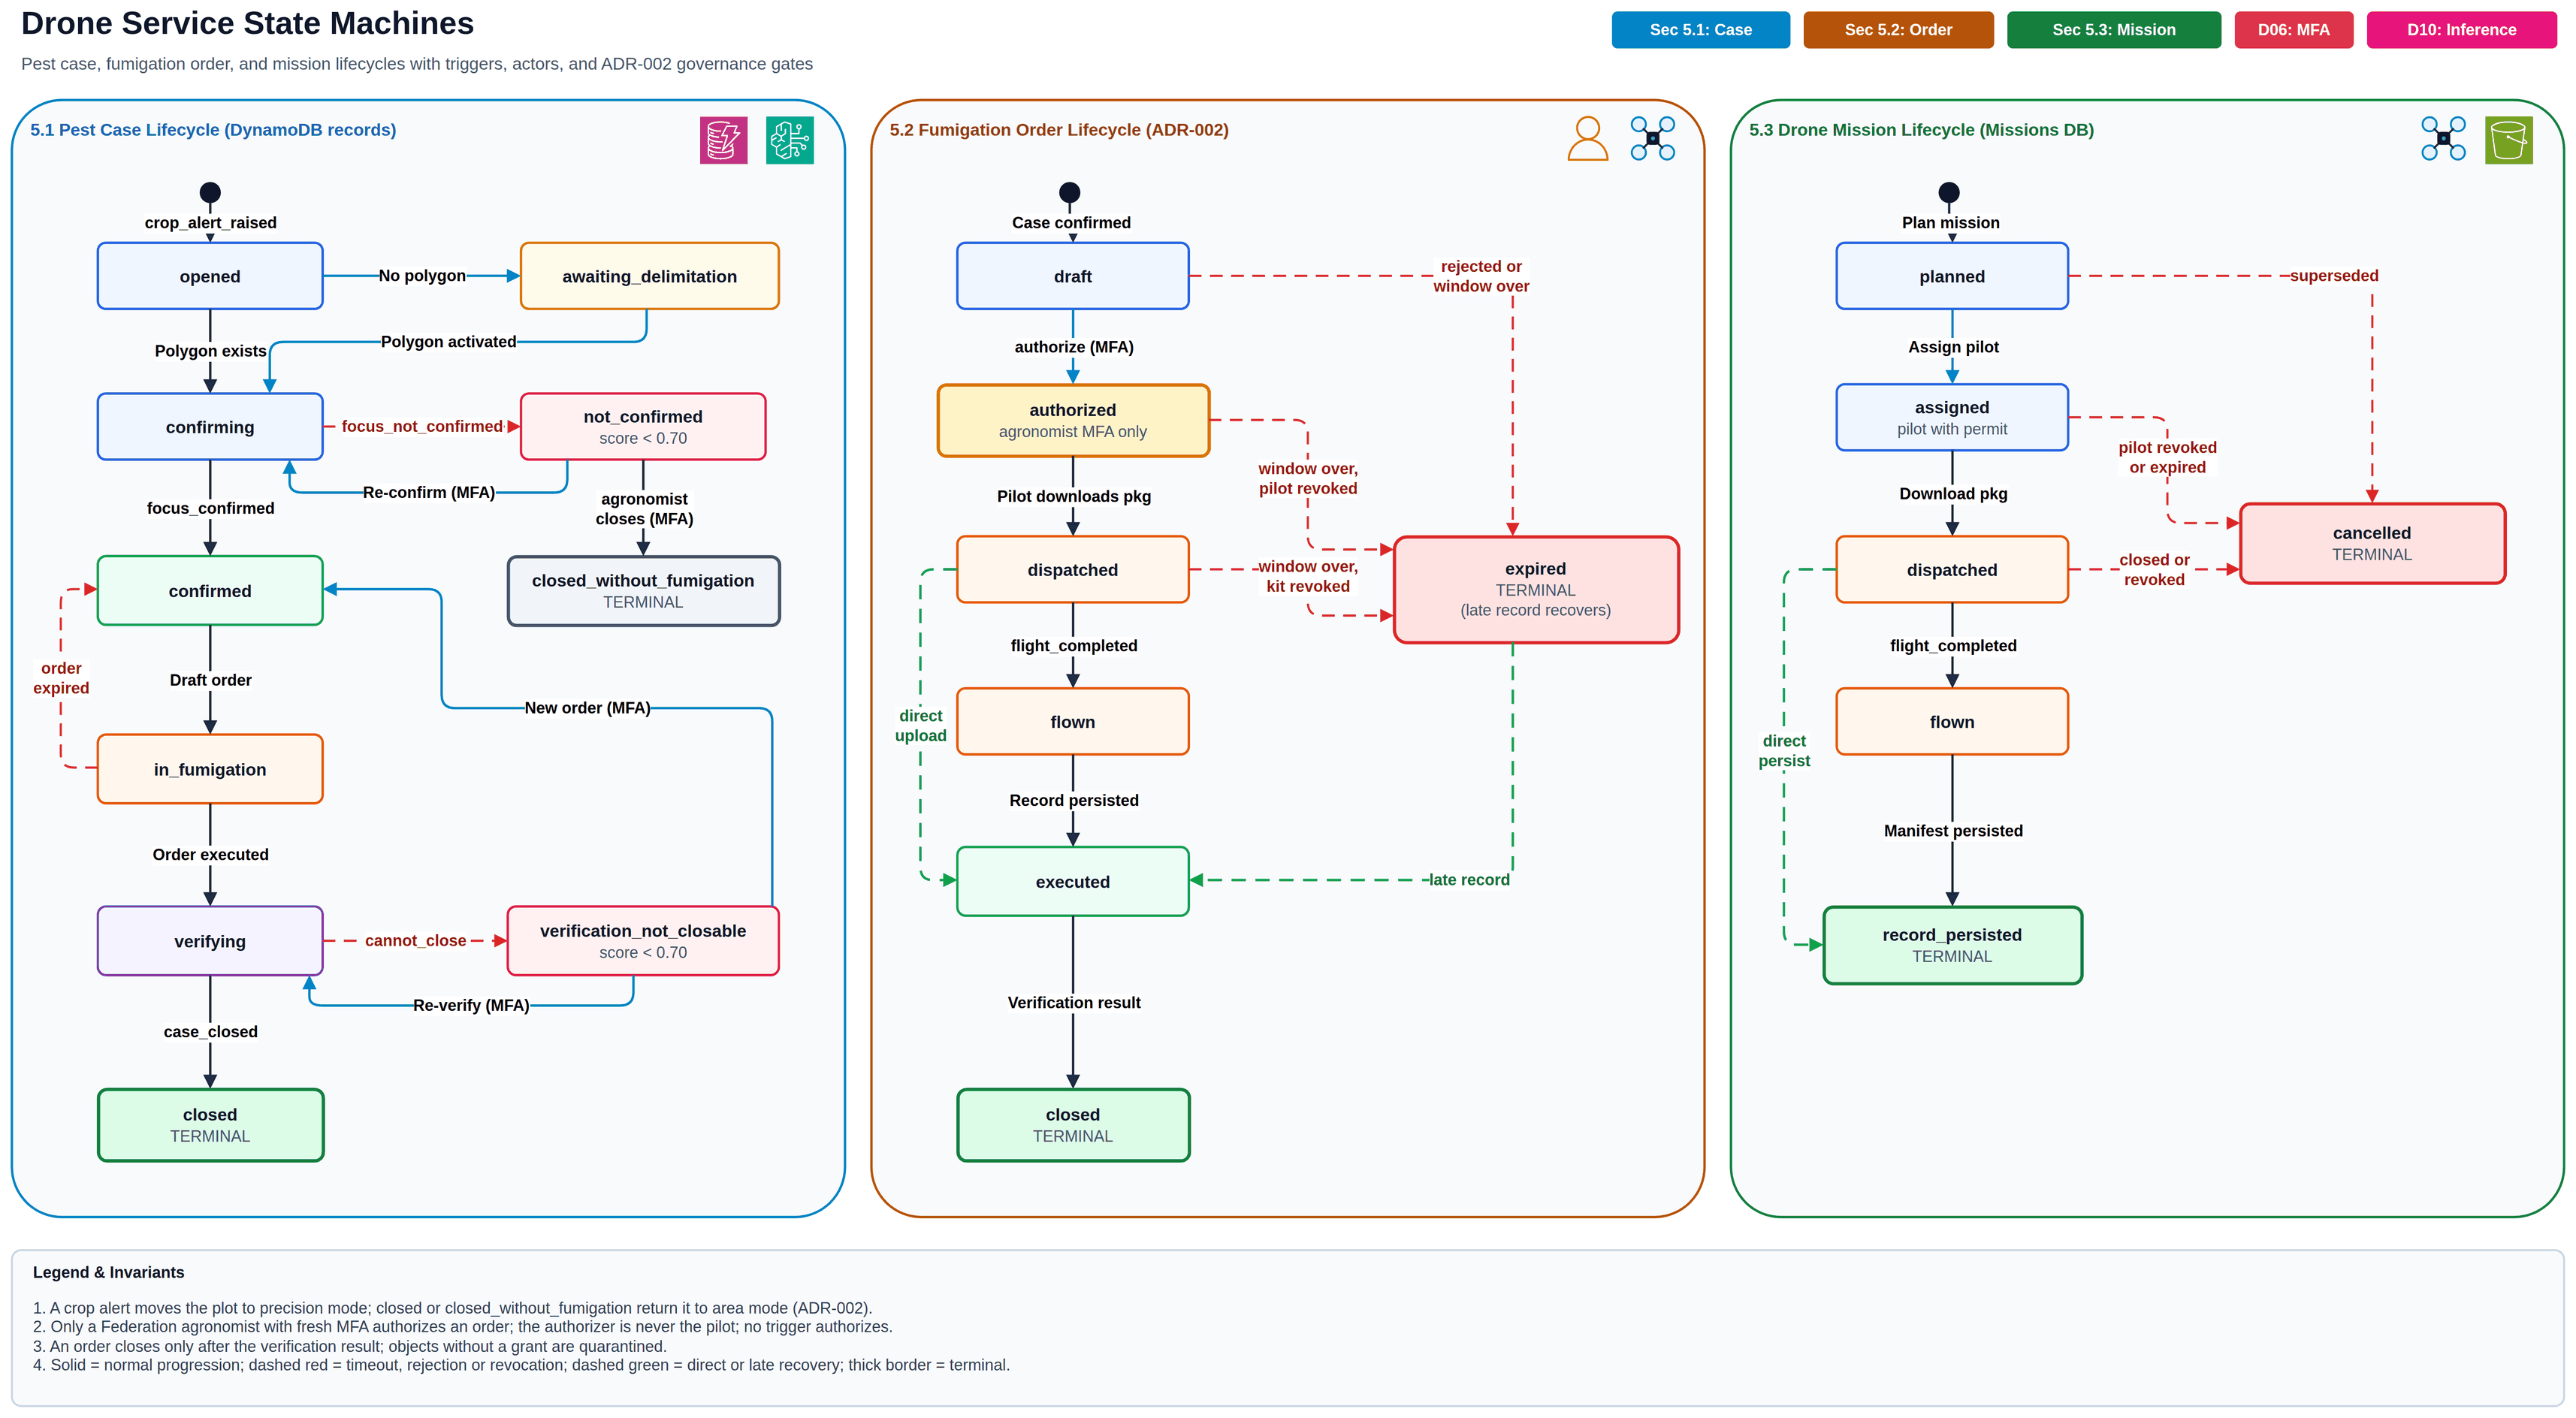 Drone Service State Machines
Pest case, fumigation order, and mission lifecycles with triggers, actors, and ADR-002 governance gates
Sec 5.1: Case
Sec 5.2: Order
Sec 5.3: Mission
D06: MFA
D10: Inference
5.1 Pest Case Lifecycle (DynamoDB records)
crop_alert_raised
opened
No polygon
awaiting_delimitation
Polygon activated
Polygon exists
confirming
focus_not_confirmed
not_confirmed
score < 0.70
Re-confirm (MFA)
focus_confirmed
agronomist
closes (MFA)
confirmed
closed_without_fumigation
TERMINAL
order
expired
Draft order
New order (MFA)
in_fumigation
Order executed
verifying
cannot_close
verification_not_closable
score < 0.70
Re-verify (MFA)
case_closed
closed
TERMINAL
5.2 Fumigation Order Lifecycle (ADR-002)
Case confirmed
draft
rejected or
window over
authorize (MFA)
authorized
agronomist MFA only
window over,
pilot revoked
Pilot downloads pkg
dispatched
window over,
kit revoked
expired
TERMINAL
(late record recovers)
flight_completed
direct
upload
flown
Record persisted
executed
late record
Verification result
closed
TERMINAL
5.3 Drone Mission Lifecycle (Missions DB)
Plan mission
planned
superseded
Assign pilot
assigned
pilot with permit
pilot revoked
or expired
Download pkg
cancelled
TERMINAL
dispatched
closed or
revoked
flight_completed
flown
direct
persist
Manifest persisted
record_persisted
TERMINAL
Legend & Invariants
1. A crop alert moves the plot to precision mode; closed or closed_without_fumigation return it to area mode (ADR-002).
2. Only a Federation agronomist with fresh MFA authorizes an order; the authorizer is never the pilot; no trigger authorizes.
3. An order closes only after the verification result; objects without a grant are quarantined.
4. Solid = normal progression; dashed red = timeout, rejection or revocation; dashed green = direct or late recovery; thick border = terminal.